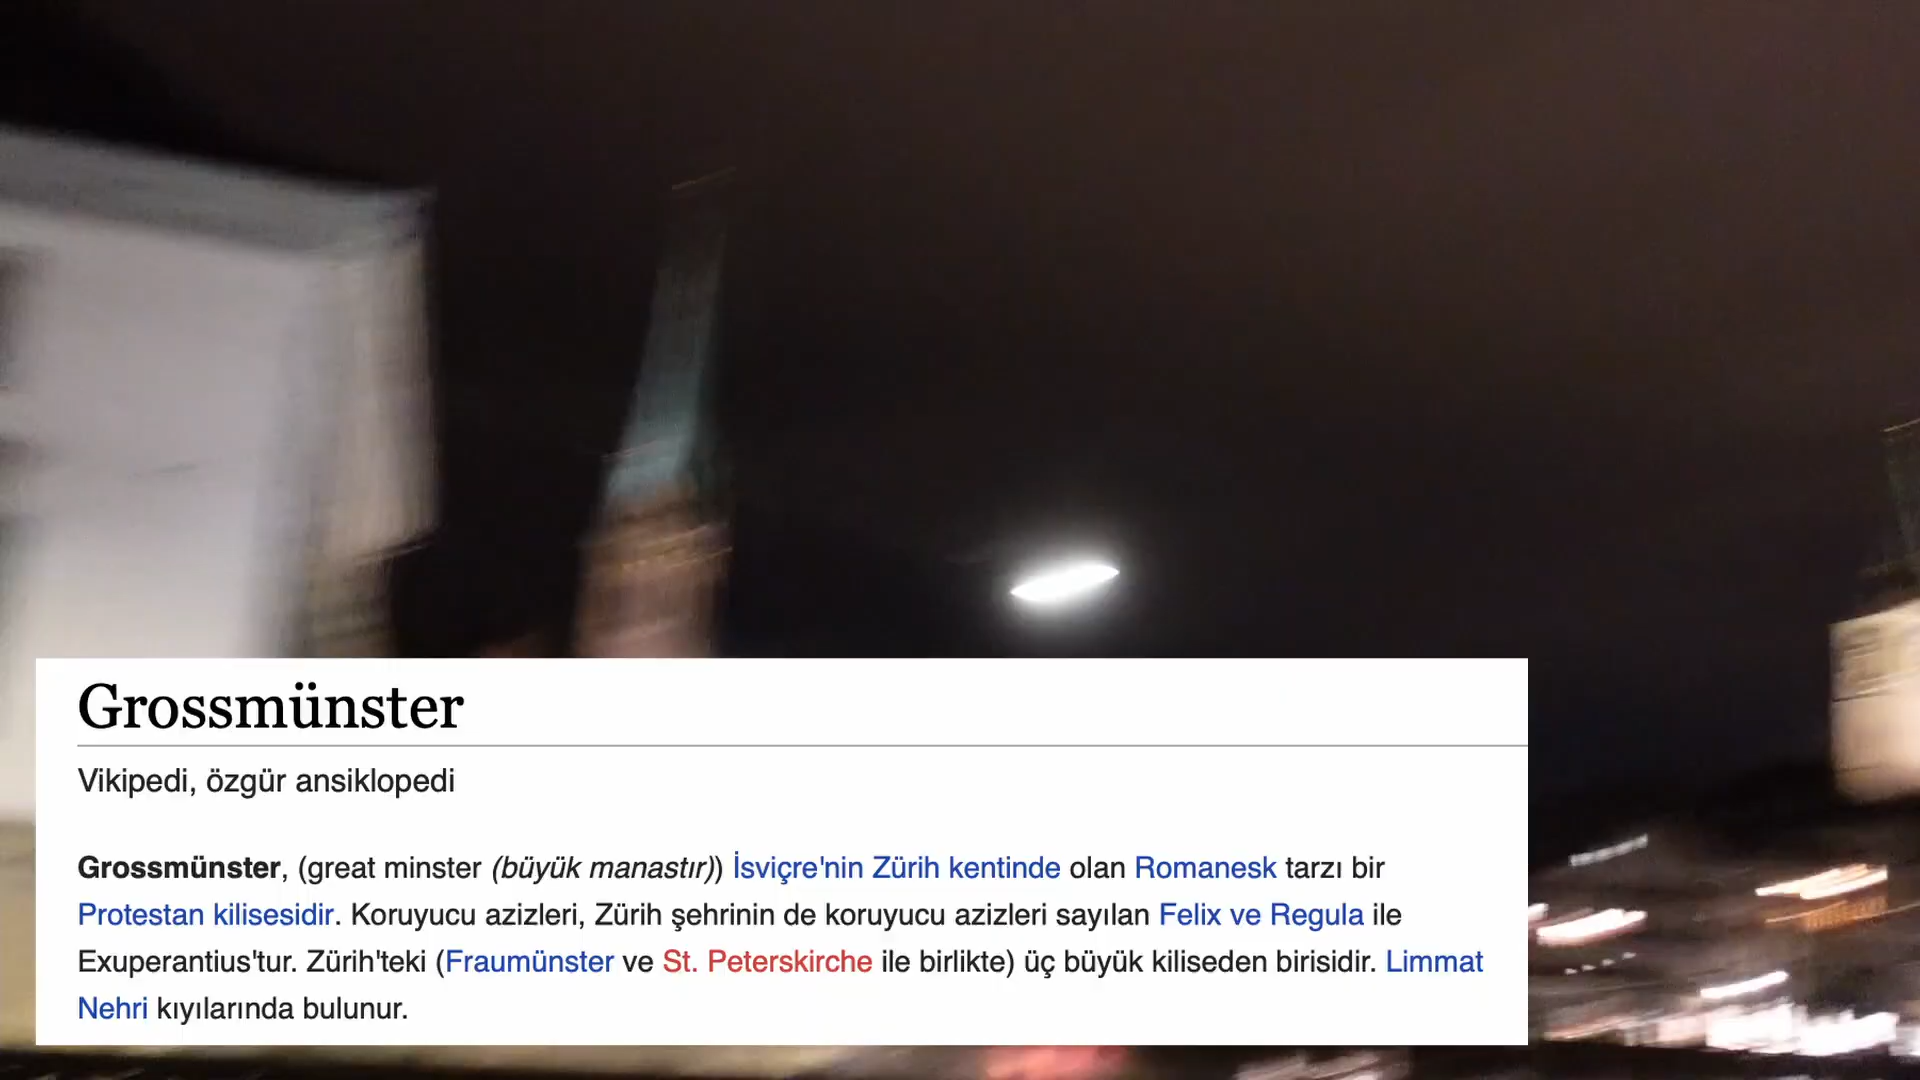 Grossmünster
Vikipedi, özgür ansiklopedi
Grossmünster, (great minster (büyük manastır)) İsviçre'nin Zürih kentinde olan Romanesk tarzı bir
Protestan kilisesidir. Koruyucu azizleri, Zürih şehrinin de koruyucu azizleri sayılan Felix ve Regula ile
Exuperantius'tur. Zürih'teki (Fraumünster ve St. Peterskirche ile birlikte) üç büyük kiliseden birisidir. Limmat
Nehri kıyılarında bulunur.